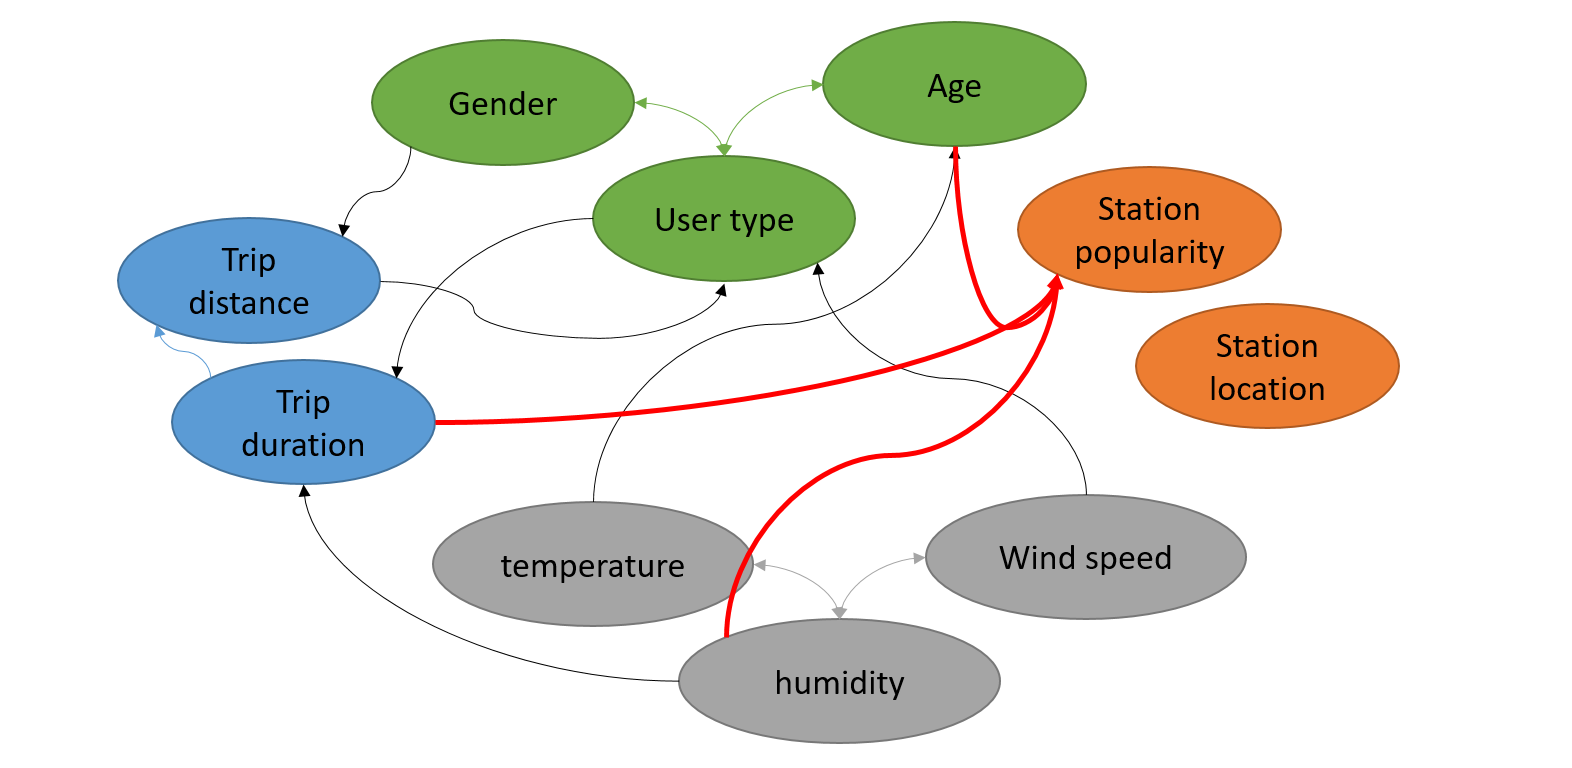 Gender
Age
User type
Station
popularity
Trip
distance
Station
location
Trip
duration
temperature
Wind speed
humidity